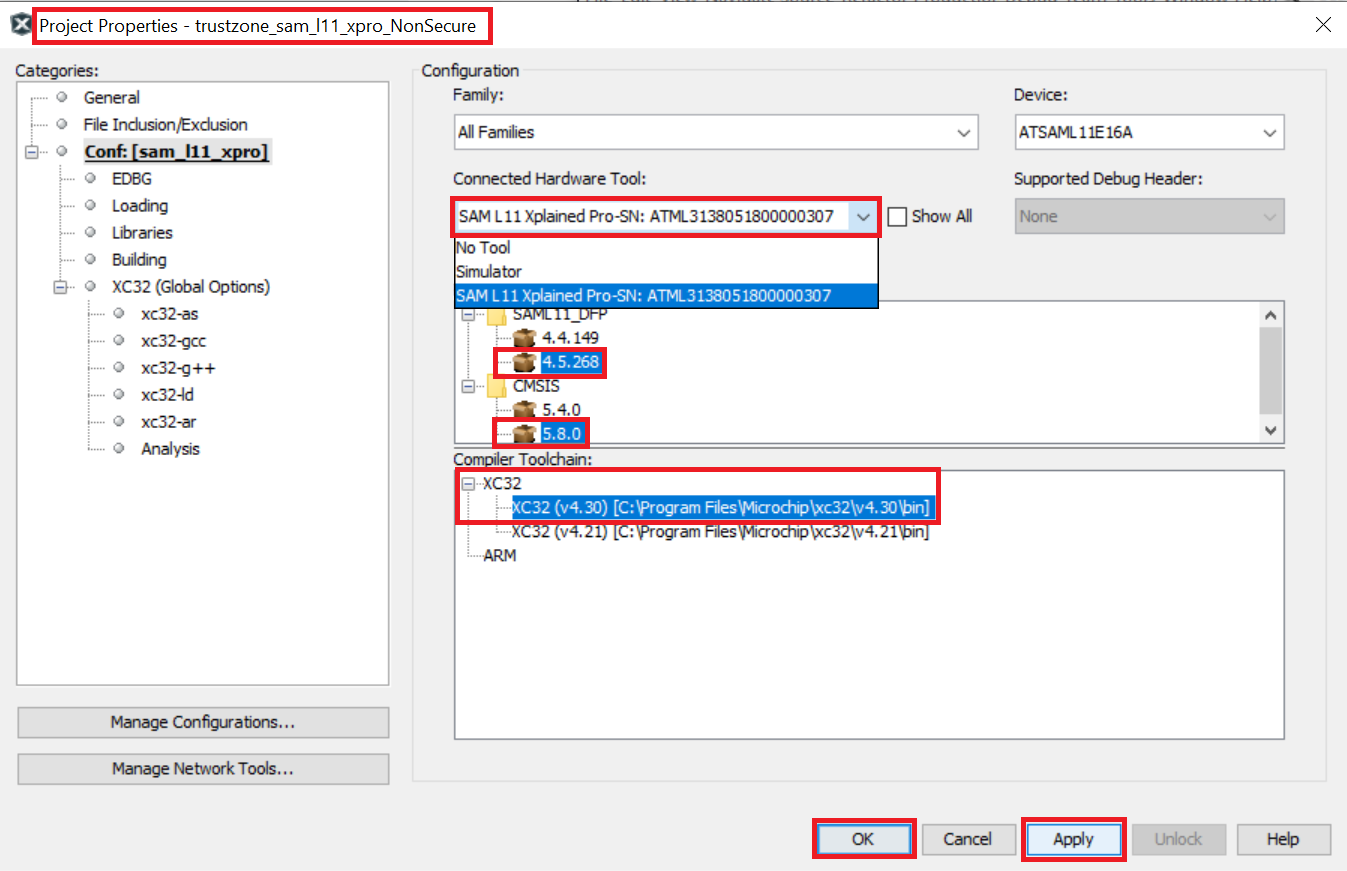 Project Properties - trustzone_sam_l11_xpro_NonSecure
Categories:
General
File Inclusion/Exclusion
Conf: [sam_l11_xpro]
EDBG
Loading
Libraries
Building
XC32 (Global Options)
xc32-as
xc32-gcc
xc32-g++
xc32-ld
xc32-ar
Analysis
Manage Configurations...
Manage Network Tools...
Configuration
Family:
All Families
Device:
ATSAML11E16A
Connected Hardware Tool:
SAM L11 Xplained Pro-SN: ATML3138051800000307
Show All
Supported Debug Header:
None
No Tool
Simulator
SAM L11 Xplained Pro-SN: ATML3138051800000307
SAML11_DFP
4.4.149
4.5.268
CMSIS
5.4.0
5.8.0
Compiler Toolchain:
XC32
XC32 (v4.30) [C:\Program Files\Microchip\xc32\v4.30\bin]
XC32 (v4.21) [C:\Program Files\Microchip\xc32\v4.21\bin]
ARM
OK
Cancel
Apply
Unlock
Help